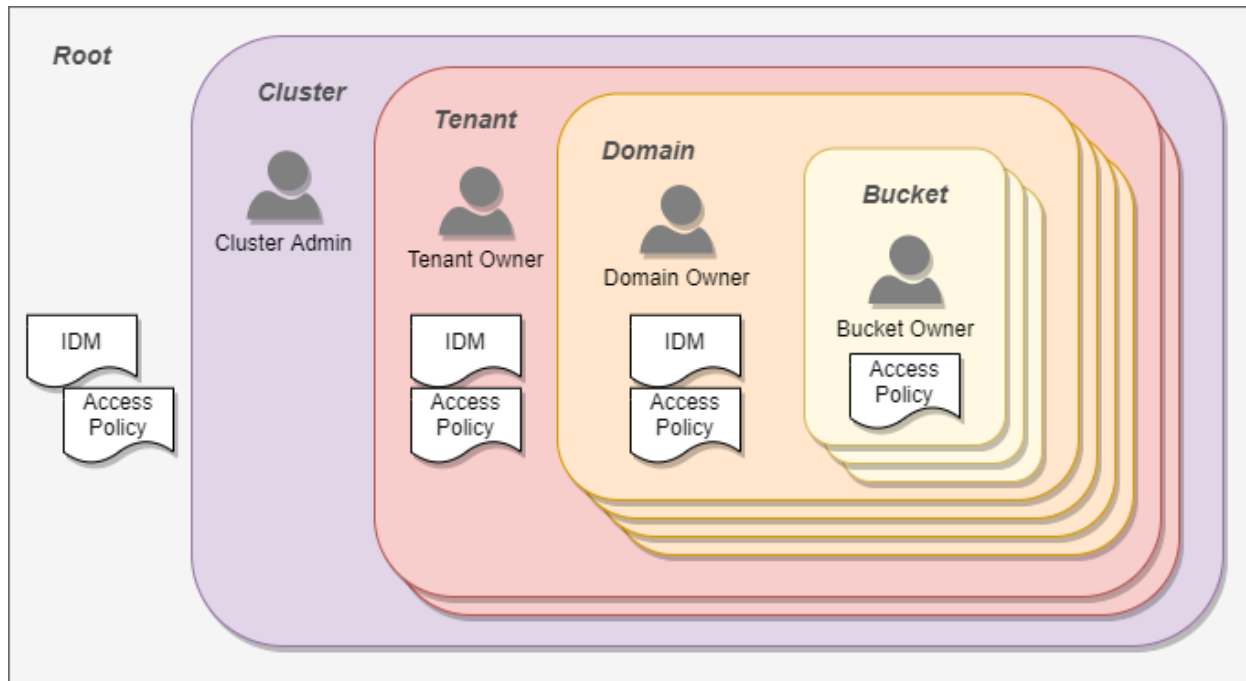 Root
Cluster
Tenant
Domain
Bucket
Cluster Admin
Tenant Owner
Domain Owner
Bucket Owner
IDM
Access
Policy
IDM
Access
Policy
IDM
Access
Policy
Access
Policy